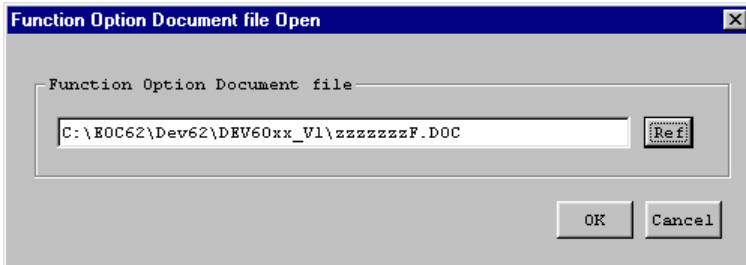 Function Option Document file Open
Function Option Document file
C:\EOC62\Dev62\DEV60xx_V1\zzzzzzzF.DOC
Ref
OK Cancel